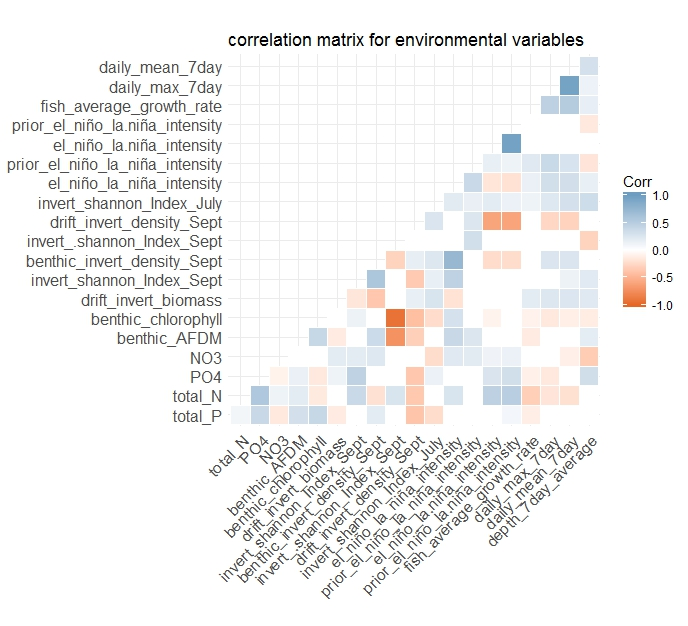 correlation matrix for environmental variables
daily_mean_7day
daily_max_7day
fish_average_growth_rate
prior_el_niño_la.niña_intensity
el_niño_la.niña_intensity
prior_el_niño_la_niña_intensity
el_niño_la_niña_intensity
invert_shannon_Index_July
drift_invert_density_Sept
invert_.shannon_Index_Sept
benthic_invert_density_Sept
invert_shannon_Index_Sept
drift_invert_biomass
benthic_chlorophyll
benthic_AFDM
NO3
PO4
total_N
total_P
total_N
PO4
NO3
benthic_AFDM
benthic_chlorophyll
drift_invert_biomass
invert_shannon_Index_Sept
benthic_invert_density_Sept
invert_.shannon_Index_Sept
drift_invert_density_Sept
invert_shannon_Index_July
el_niño_la_niña_intensity
prior_el_niño_la_niña_intensity
el_niño_la.niña_intensity
prior_el_niño_la.niña_intensity
fish_average_growth_rate
daily_max_7day
daily_mean_7day
depth_7day_average
Corr
1.0
0.5
0.0
-0.5
-1.0